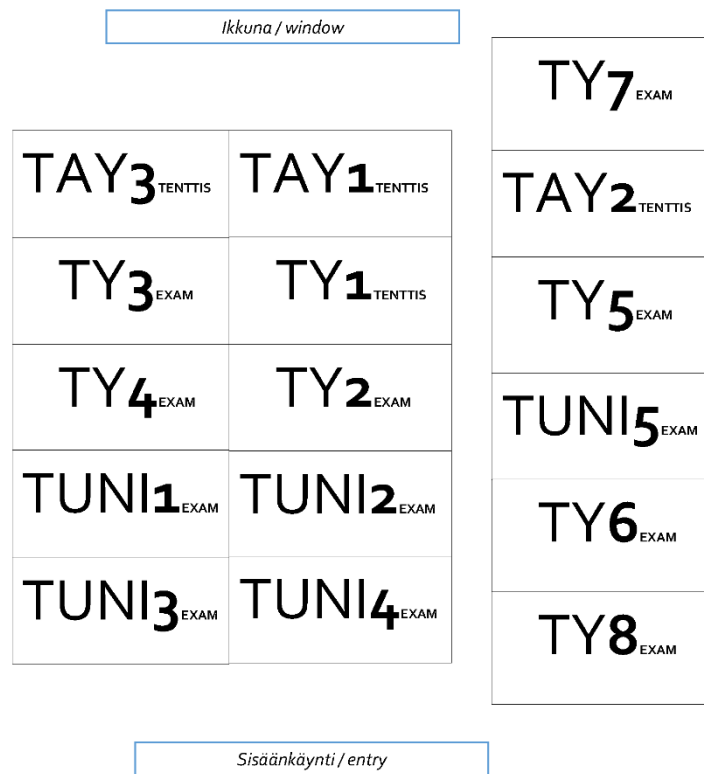 Ikkuna / window
TAY3TENTTIS TAY1TENTTIS
TY3EXAM TY1TENTTIS
TY4EXAM TY2EXAM
TUNI1EXAM TUNI2EXAM
TUNI3EXAM TUNI4EXAM
TY7EXAM
TAY2TENTTIS
TY5EXAM
TUNI5EXAM
TY6EXAM
TY8EXAM
Sisäänkäynti / entry